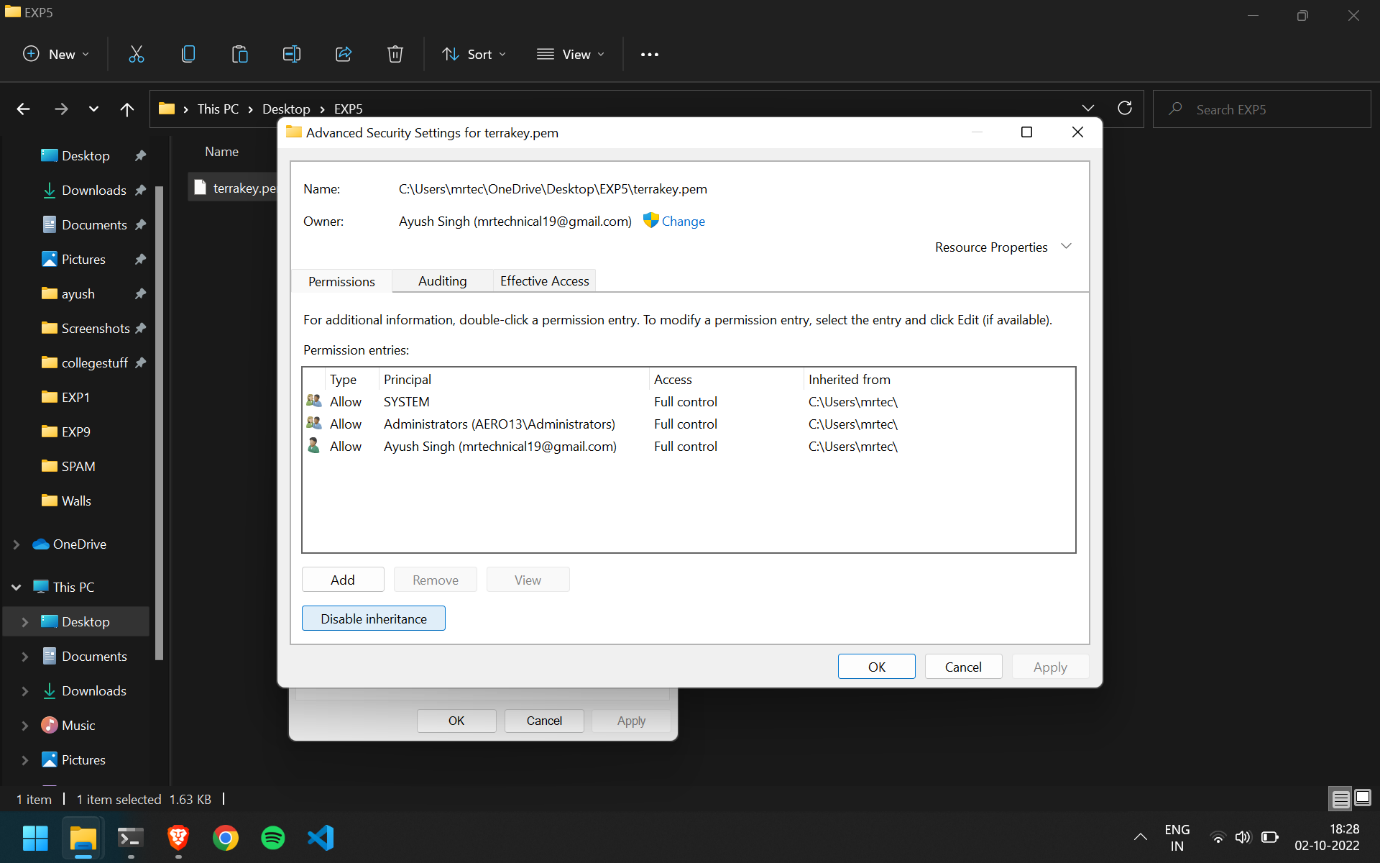 EXP5
New
Sort
View
This PC
Desktop
EXP5
Search EXP5
Desktop
Downloads
Documents
Pictures
ayush
Screenshots
collegestuff
EXP1
EXP9
SPAM
Walls
OneDrive
This PC
Desktop
Documents
Downloads
Music
Pictures
Name
terrakey.pe
Advanced Security Settings for terrakey.pem
Name: C:\Users\mrtec\OneDrive\Desktop\EXP5\terrakey.pem
Owner: Ayush Singh (mrtechnical19@gmail.com) Change
Resource Properties
Permissions Auditing Effective Access
For additional information, double-click a permission entry. To modify a permission entry, select the entry and click Edit (if available).
Permission entries:
Type Principal Access Inherited from
Allow SYSTEM Full control C:\Users\mrtec\
Allow Administrators (AERO13\Administrators) Full control C:\Users\mrtec\
Allow Ayush Singh (mrtechnical19@gmail.com) Full control C:\Users\mrtec\
Add Remove View
Disable inheritance
OK Cancel Apply
OK Cancel Apply
1 item 1 item selected 1.63 KB
ENG
IN
18:28
02-10-2022